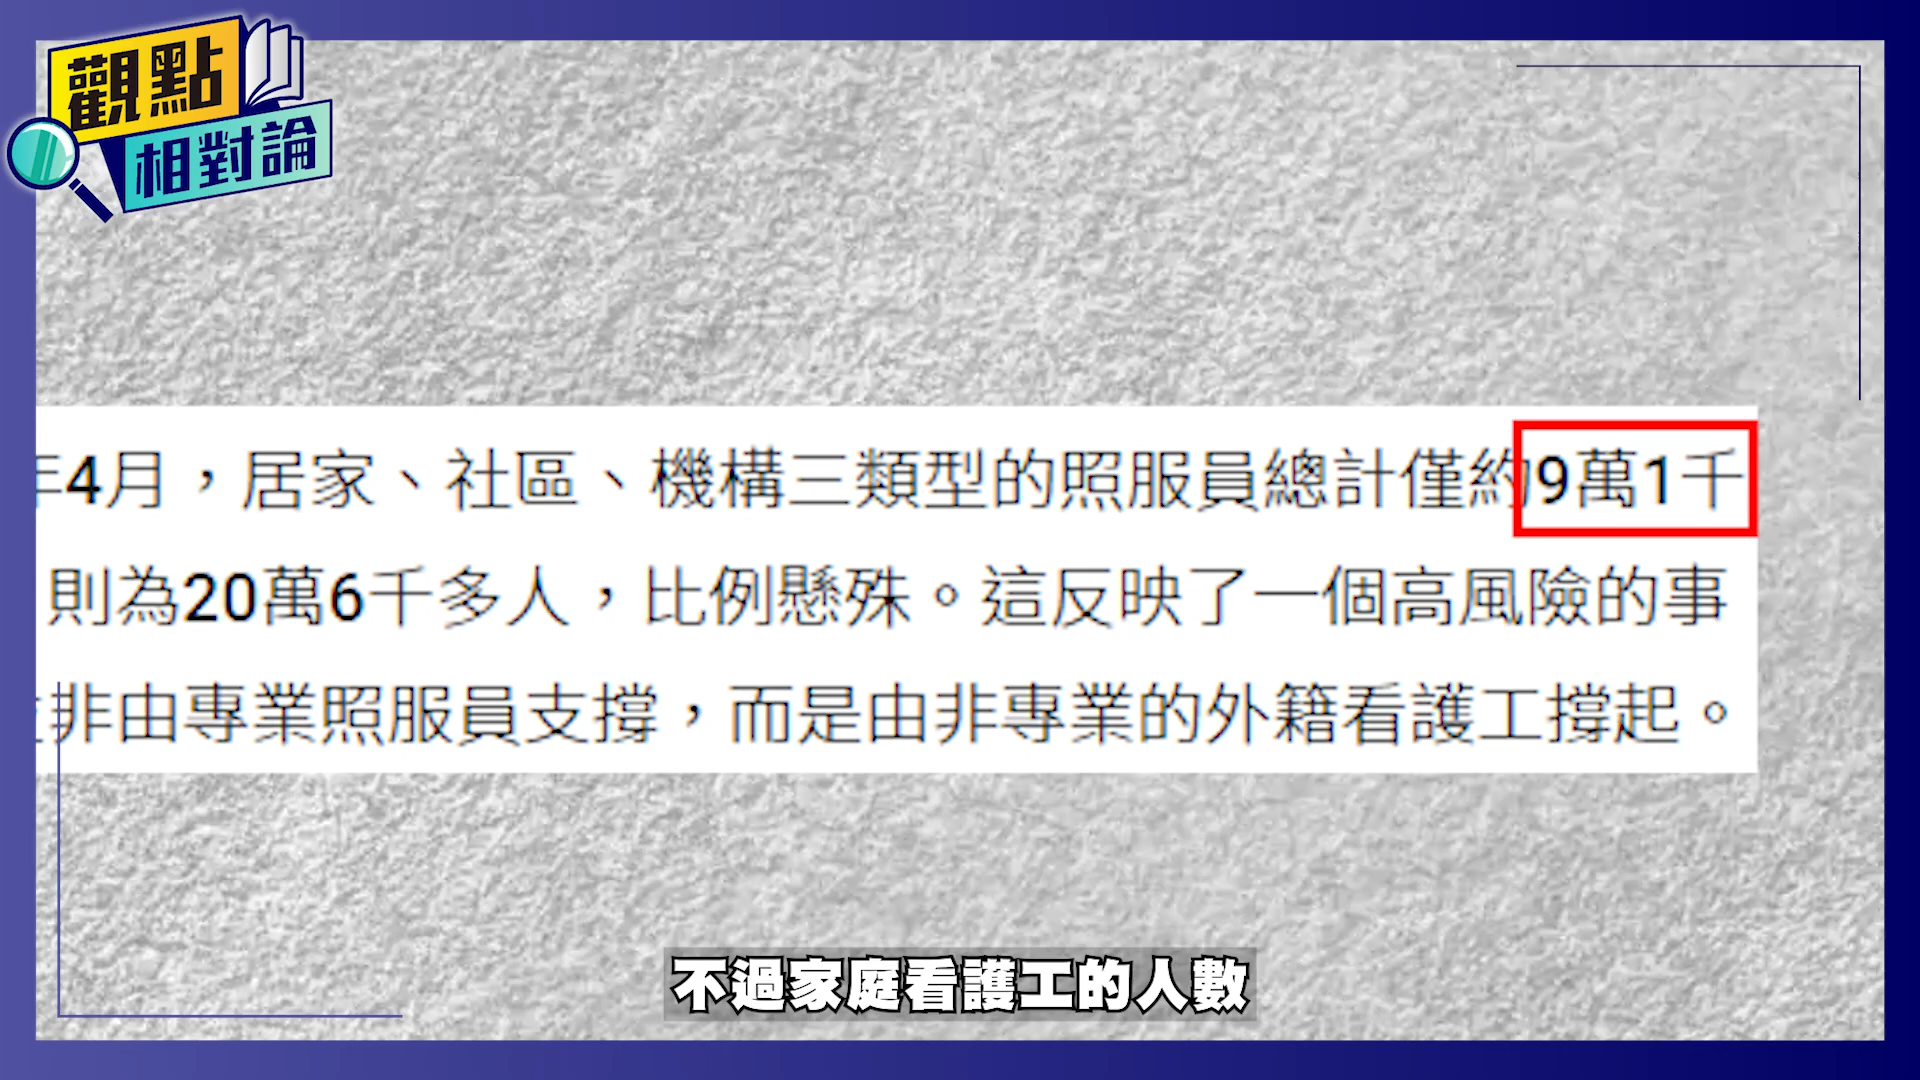 觀點
相對論
年4月，居家、社區、機構三類型的照服員總計僅約9萬1千
則為20萬6千多人，比例懸殊。這反映了一個高風險的事
非由專業照服員支撐，而是由非專業的外籍看護工撐起。
不過家庭看護工的人數